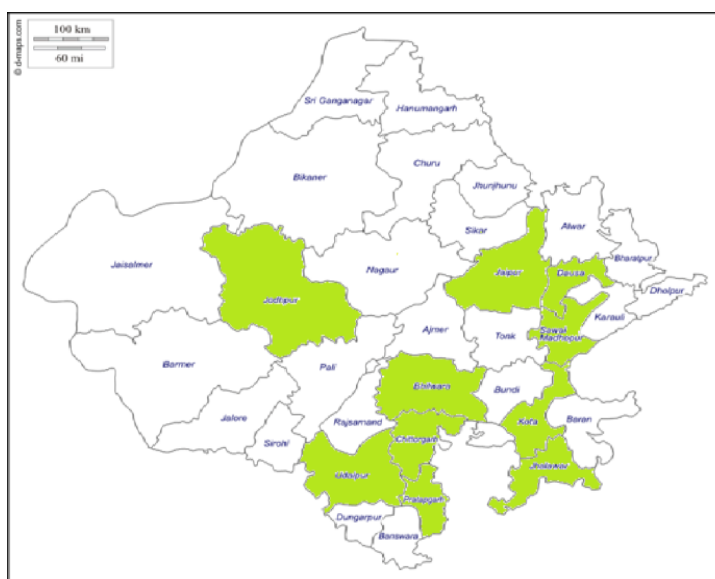 100 km
60 mi
© d-maps.com
Sri Ganganagar
Hanumangarh
Churu
Bikaner
Jhunjhunu
Sikar
Alwar
Bharatpur
Jaisalmer
Nagaur
Jaipur
Dausa
Dholpur
Jodhpur
Karauli
Ajmer
Tonk
Sawai
Madhopur
Barmer
Pali
Bhilwara
Bundi
Jalore
Rajsamand
Kota
Baran
Sirohi
Chittorgarh
Jhalawar
Udaipur
Pratapgarh
Dungarpur
Banswara